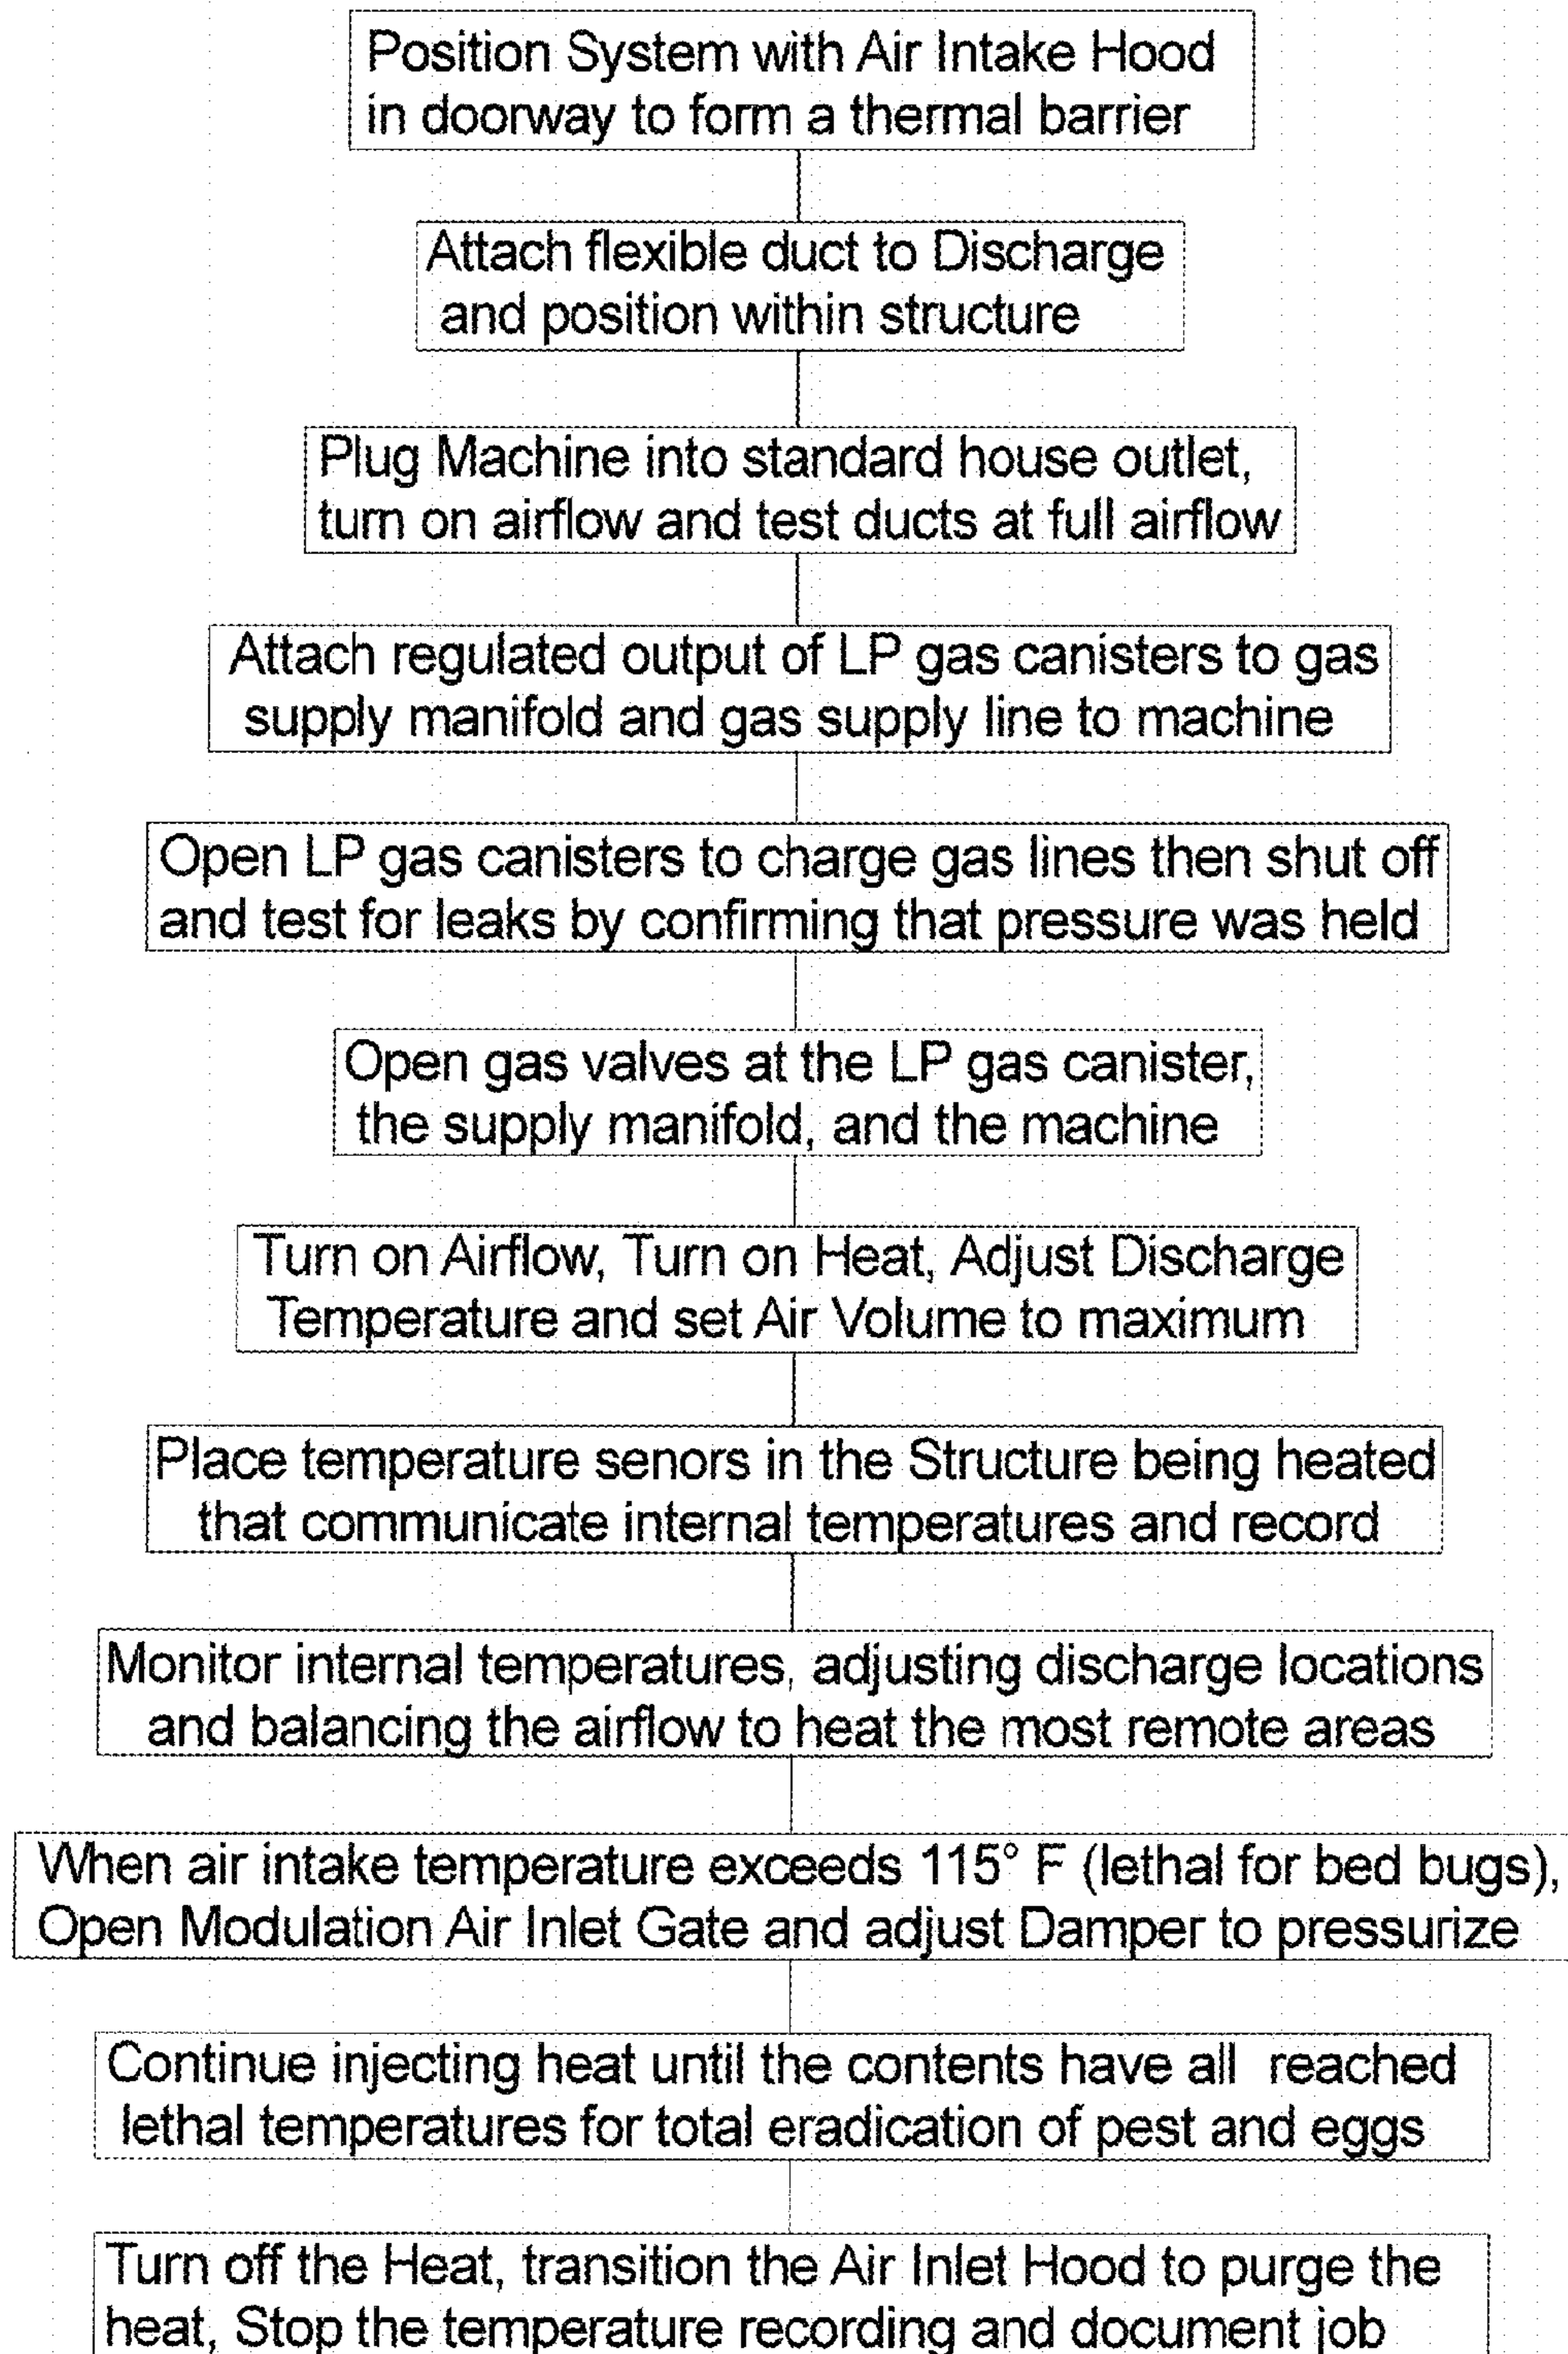 Position System with Air Intake Hood
in doorway to form a thermal barrier
Attach flexible duct to Discharge
and position within structure
Plug Machine into standard house outlet,
turn on airflow and test ducts at full airflow
Attach regulated output of LP gas canisters to gas
supply manifold and gas supply line to machine
Open LP gas canisters to charge gas lines then shut off
and test for leaks by confirming that pressure was held
Open gas valves at the LP gas canister,
the supply manifold, and the machine
Turn on Airflow, Turn on Heat, Adjust Discharge
Temperature and set Air Volume to maximum
Place temperature senors in the Structure being heated
that communicate internal temperatures and record
Monitor internal temperatures, adjusting discharge locations
and balancing the airflow to heat the most remote areas
When air intake temperature exceeds 115° F (lethal for bed bugs),
Open Modulation Air Inlet Gate and adjust Damper to pressurize
Continue injecting heat until the contents have all reached
lethal temperatures for total eradication of pest and eggs
Turn off the Heat, transition the Air Inlet Hood to purge the
heat, Stop the temperature recording and document job